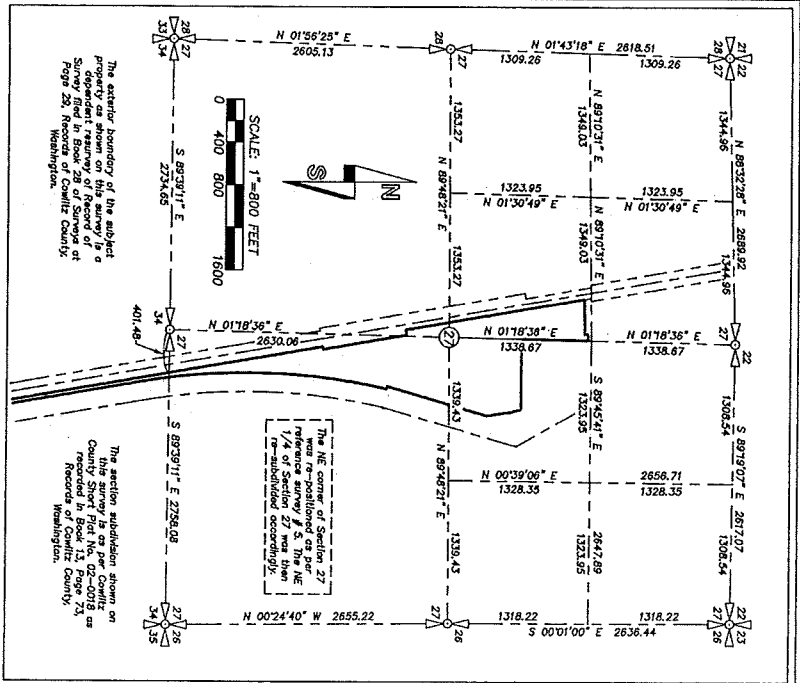 21 22
28 27
N 88°32'28" E 2689.92
1344.96
1344.96
22
27
S 89°19'07" E 2617.07
1308.54
1308.54
22 23
27 26
N 01°43'18" E 2618.51
1309.26
1309.26
1323.95
N 01°30'49" E
1323.95
N 01°30'49" E
N 89°10'31" E
1349.03
N 89°10'31" E
1349.03
N 01°18'36" E
1338.67
N 01°18'38" E
1338.67
S 89°45'41" E 2647.89
1323.95
1323.95
2656.71
1328.35
N 00°39'06" E
1328.35
1318.22
1318.22
S 00°01'00" E 2636.44
28
27
1353.27
N 89°48'21" E
1353.27
27
1339.43
N 89°48'21" E
1339.43
27
26
N 01°56'25" E
2605.13
N
S
SCALE: 1"=800 FEET
0 400 800 1600
N 01°18'36" E
2630.06
The NE corner of Section 27
was re-positioned as per
reference survey # 5. The NE
1/4 of Section 27 was then
re-subdivided accordingly.
N 00°24'40" W 2655.22
28 27
33 34
S 89°39'11" E
2734.65
27
34
401.48
S 89°39'11" E 2758.08
27 26
34 35
The exterior boundary of the subject
property as shown on this survey is a
dependent resurvey of Record of
Survey filed in Book 28 of Surveys at
Page 29, Records of Cowlitz County,
Washington.
The section subdivision shown on
this survey is as per Cowlitz
County Short Plat No. 02-0018 as
recorded in Book 13, Page 73,
Records of Cowlitz County,
Washington.